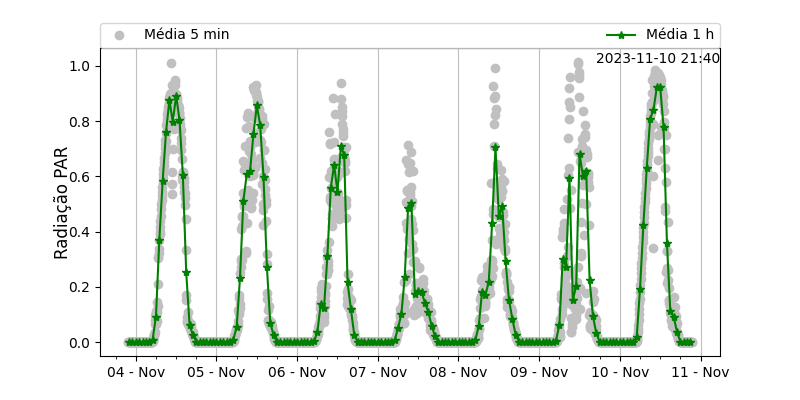 Média 5 min
Média 1 h
2023-11-10 21:40
Radiação PAR
1.0
0.8
0.6
0.4
0.2
0.0
04 - Nov
05 - Nov
06 - Nov
07 - Nov
08 - Nov
09 - Nov
10 - Nov
11 - Nov